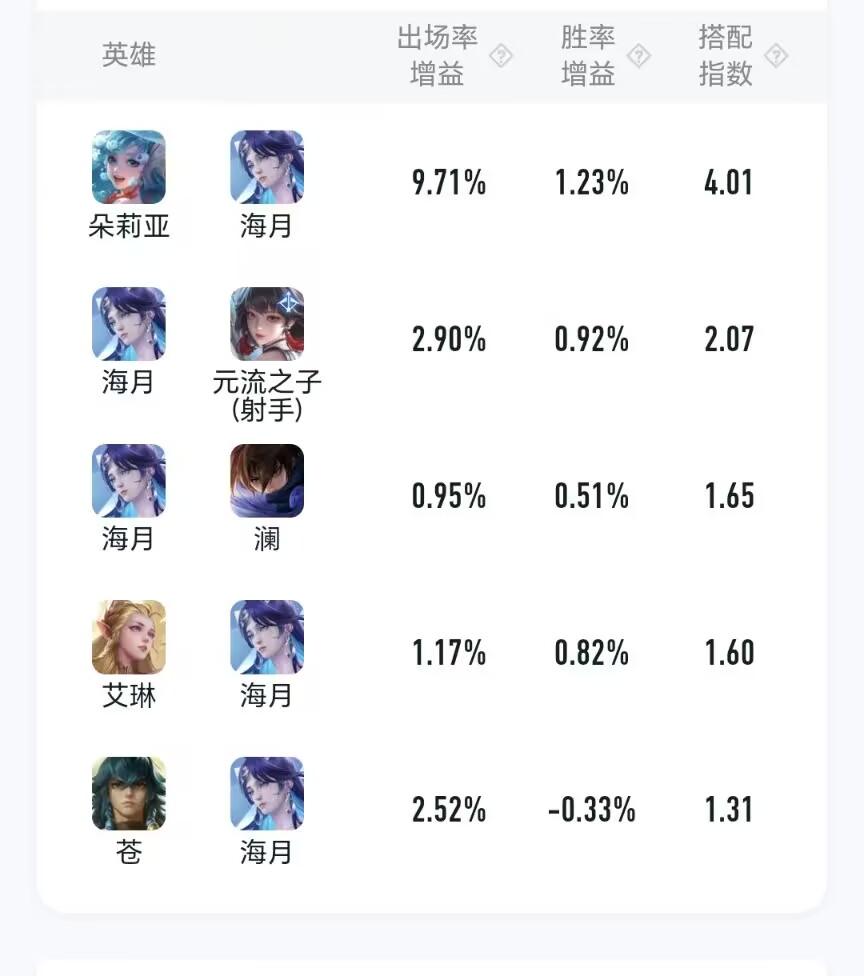 英雄
出场率
增益
胜率
增益
搭配
指数
朵莉亚 海月 9.71% 1.23% 4.01
海月 元流之子
(射手) 2.90% 0.92% 2.07
海月 澜 0.95% 0.51% 1.65
艾琳 海月 1.17% 0.82% 1.60
苍 海月 2.52% -0.33% 1.31